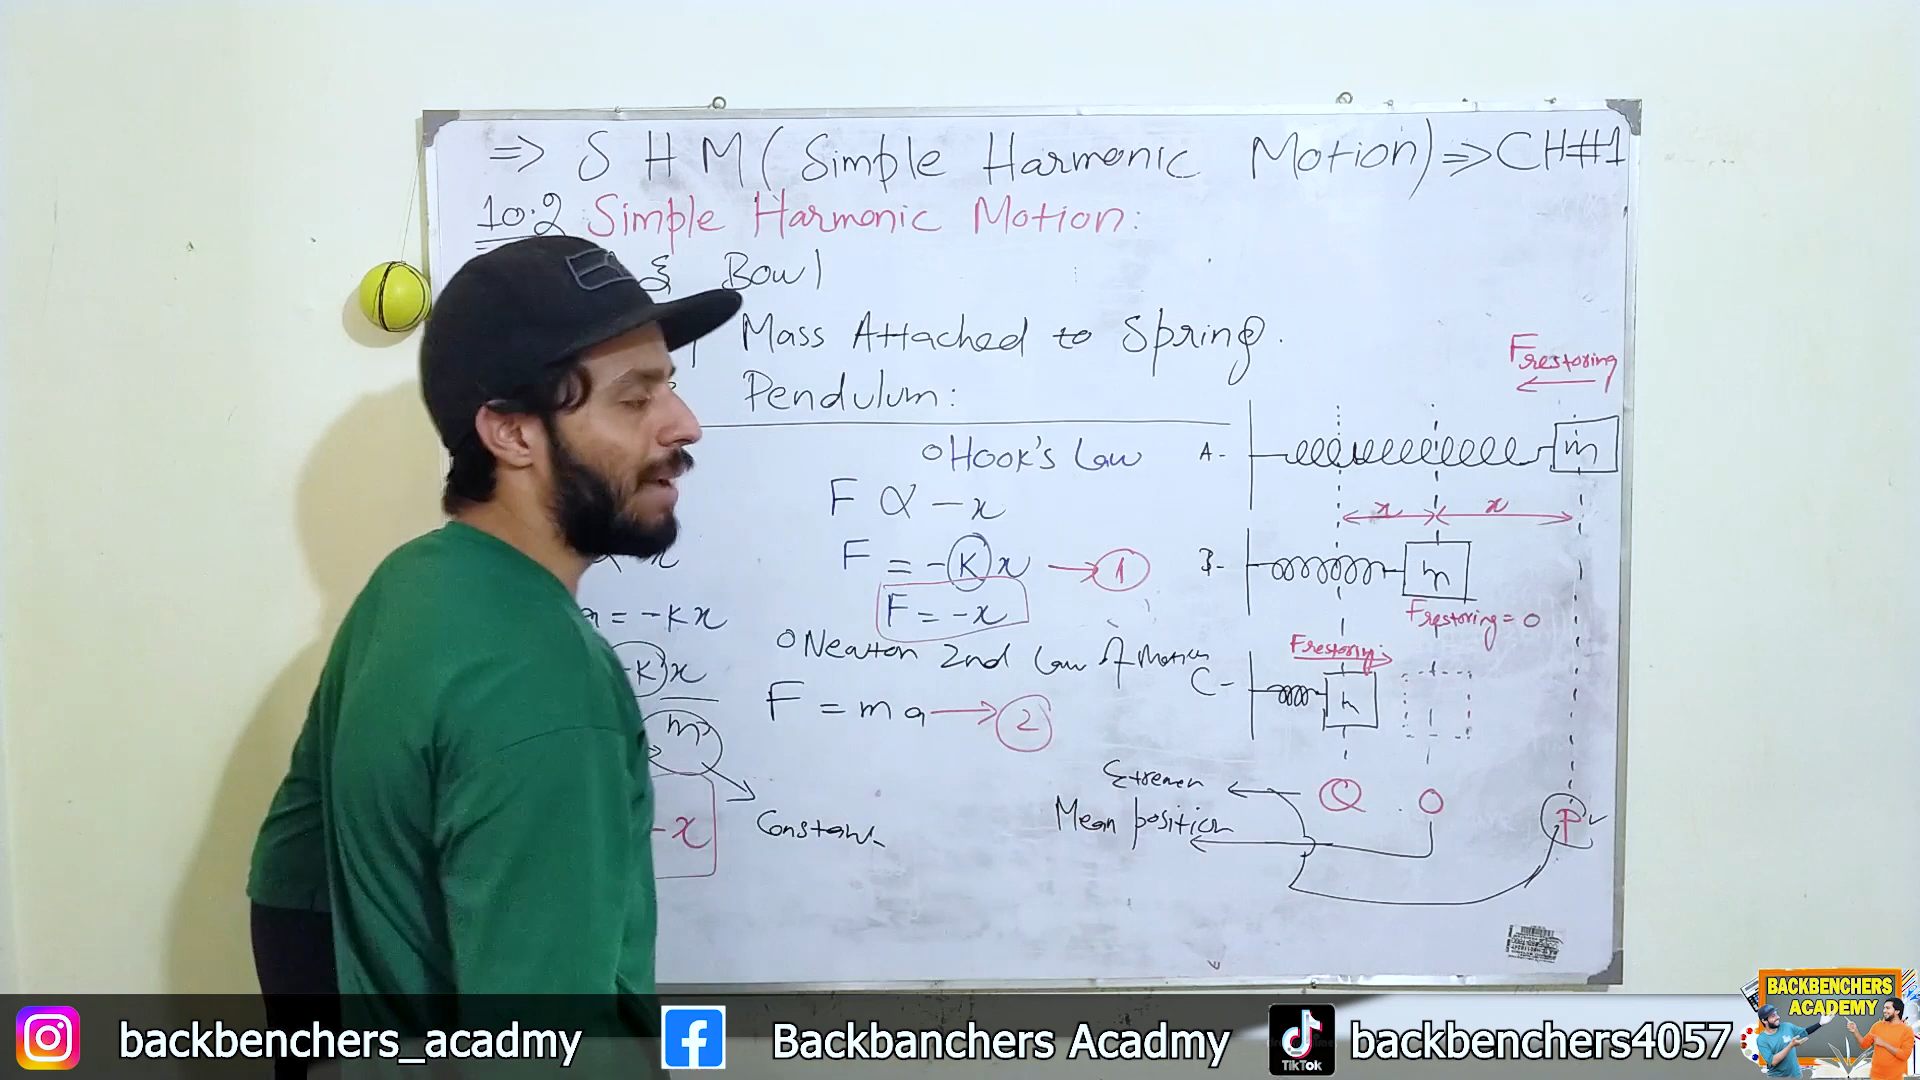 ⇒ SHM (Simple Harmonic Motion) ⇒ CH#1
10.2 Simple Harmonic Motion:
& Bowl
Mass Attached to Spring.
Pendulum:
Hook's Law
F ∝ -x
F = -Kx → 1
F = -x
Newton 2nd Law of Motion
F = ma → 2
a = -Kx
-K x
m
Constant
-x
Frestoring
A-
m
x x
B-
m
Frestoring = 0
Frestoring
C-
m
Q O P
Mean position
BACKBENCHERS
ACADEMY
backbenchers_acadmy
Backbanchers Acadmy
TikTok
backbenchers4057